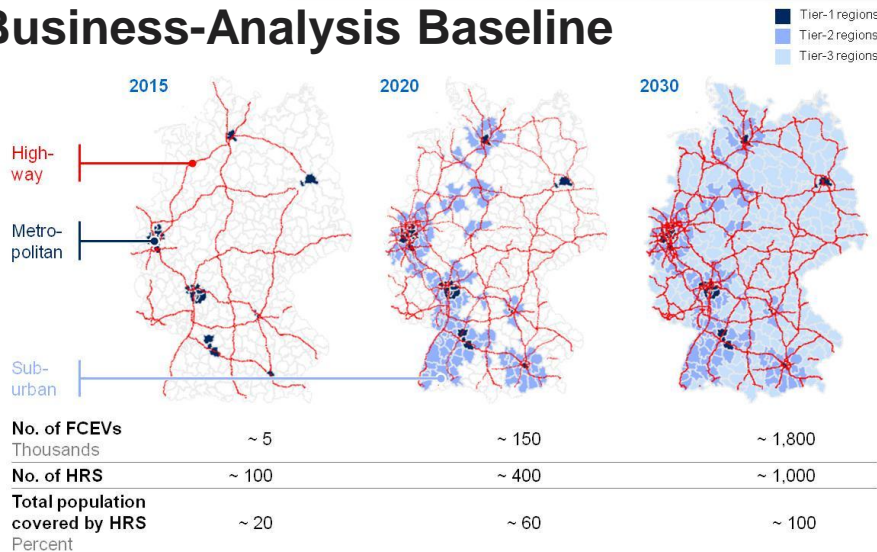 Business-Analysis Baseline
Tier-1 regions
Tier-2 regions
Tier-3 regions
2015
2020
2030
High-
way
Metro-
politan
Sub-
urban
No. of FCEVs
Thousands
~ 5
~ 150
~ 1,800
No. of HRS
~ 100
~ 400
~ 1,000
Total population
covered by HRS
Percent
~ 20
~ 60
~ 100